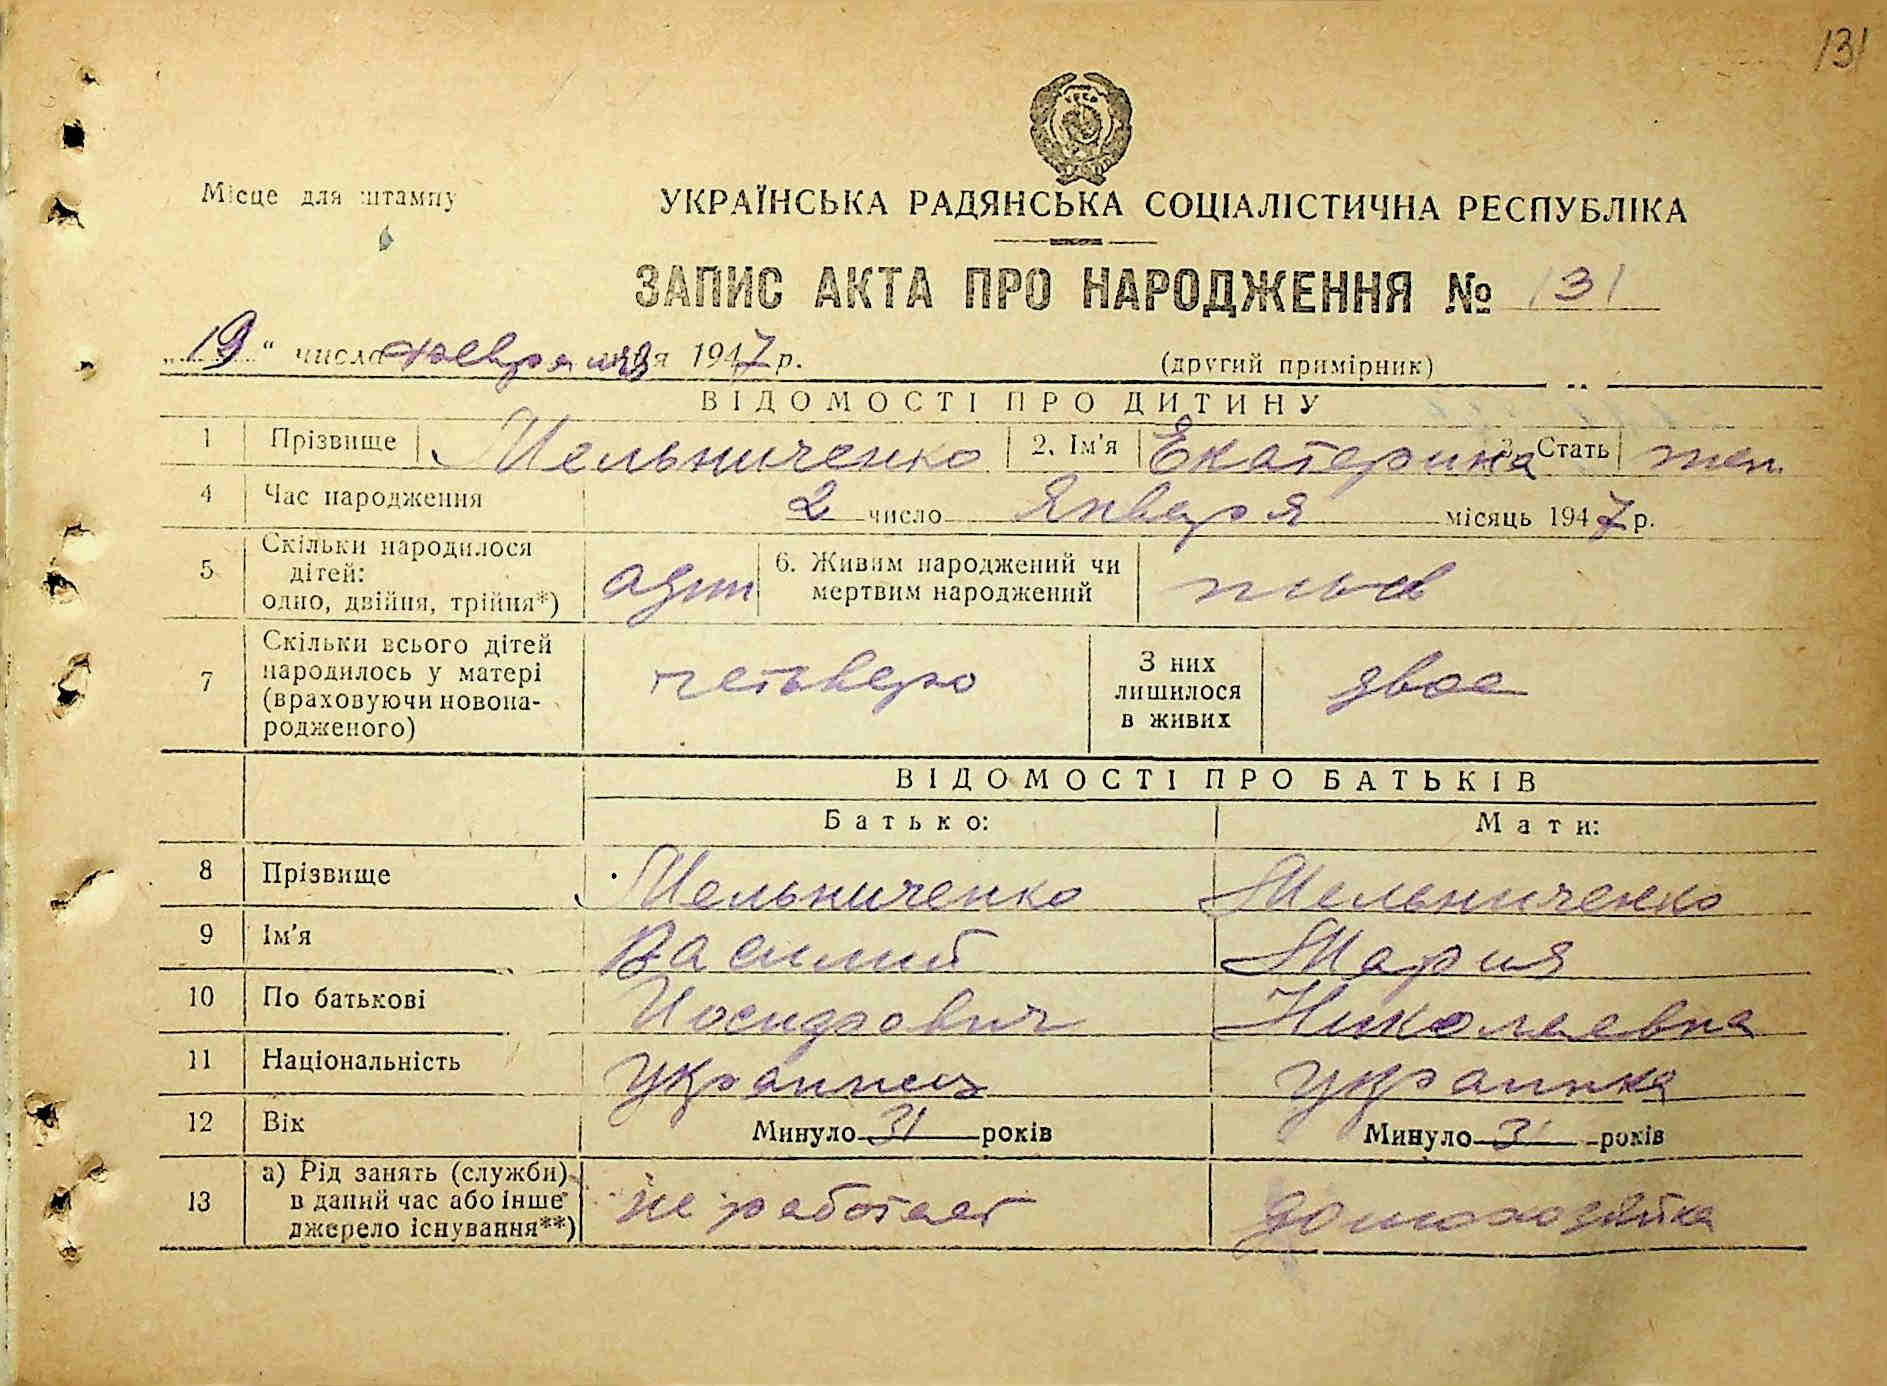 131
Місце для штампу
УКРАЇНСЬКА РАДЯНСЬКА СОЦІАЛІСТИЧНА РЕСПУБЛІКА
ЗАПИС АКТА ПРО НАРОДЖЕННЯ № 131
„19“ числа февраля 1947 р. (другий примірник)
ВІДОМОСТІ ПРО ДИТИНУ
1 Прізвище Мельниченко 2. Ім'я Екатерина 3. Стать жен.
4 Час народження 2 число Января місяць 1947 р.
5 Скільки народилося дітей: одно, двійня, трійня*) один 6. Живим народжений чи мертвим народжений
7 Скільки всього дітей народилось у матері (враховуючи новона-родженого) четверо З них лишилося в живих двое
ВІДОМОСТІ ПРО БАТЬКІВ
Батько: Мати:
8 Прізвище Мельниченко Мельниченко
9 Ім'я Василий Мария
10 По батькові Иосифович Николаевна
11 Національність украинец украинка
12 Вік Минуло 31 років Минуло 31 років
13 а) Рід занять (служби) в даний час або інше джерело існування**) не работает домохозяйка